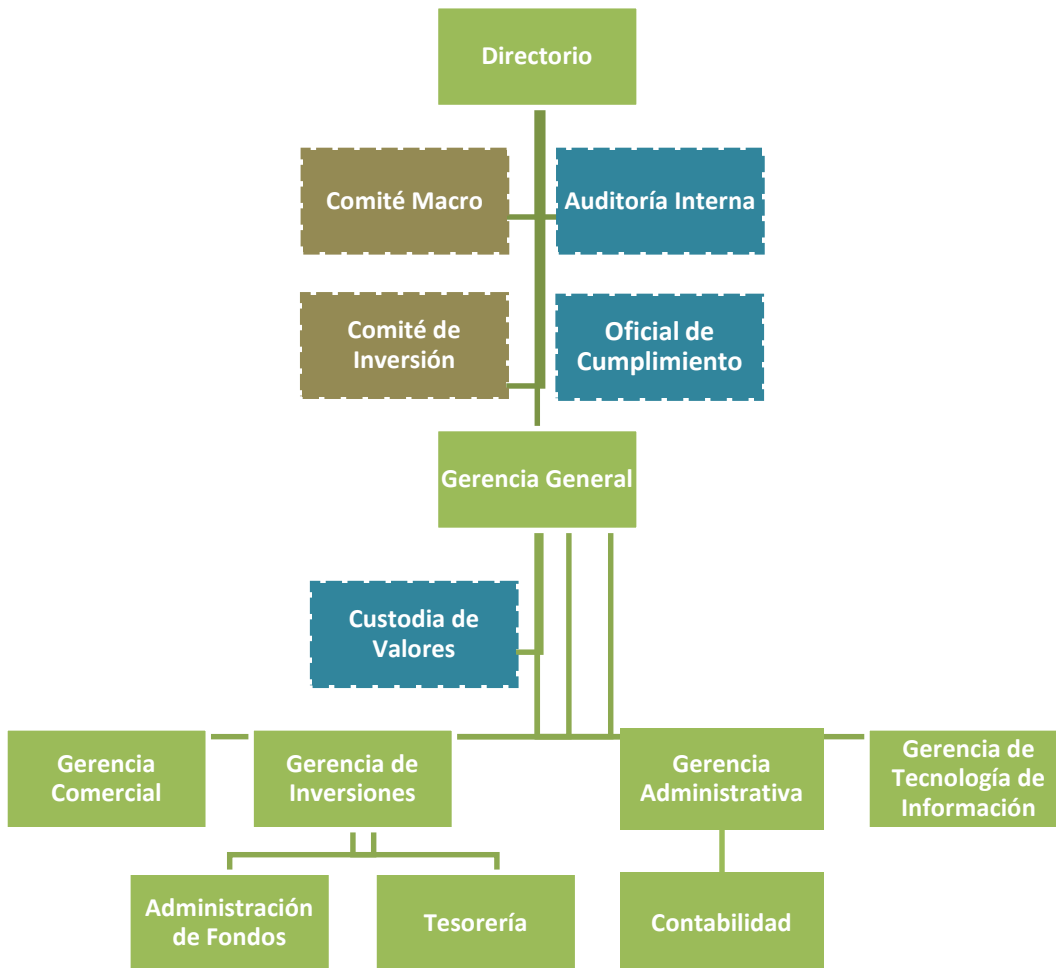 Directorio
Comité Macro
Auditoría Interna
Comité de
Inversión
Oficial de
Cumplimiento
Gerencia General
Custodia de
Valores
Gerencia
Comercial
Gerencia de
Inversiones
Gerencia
Administrativa
Gerencia de
Tecnología de
Información
Administración
de Fondos
Tesorería
Contabilidad